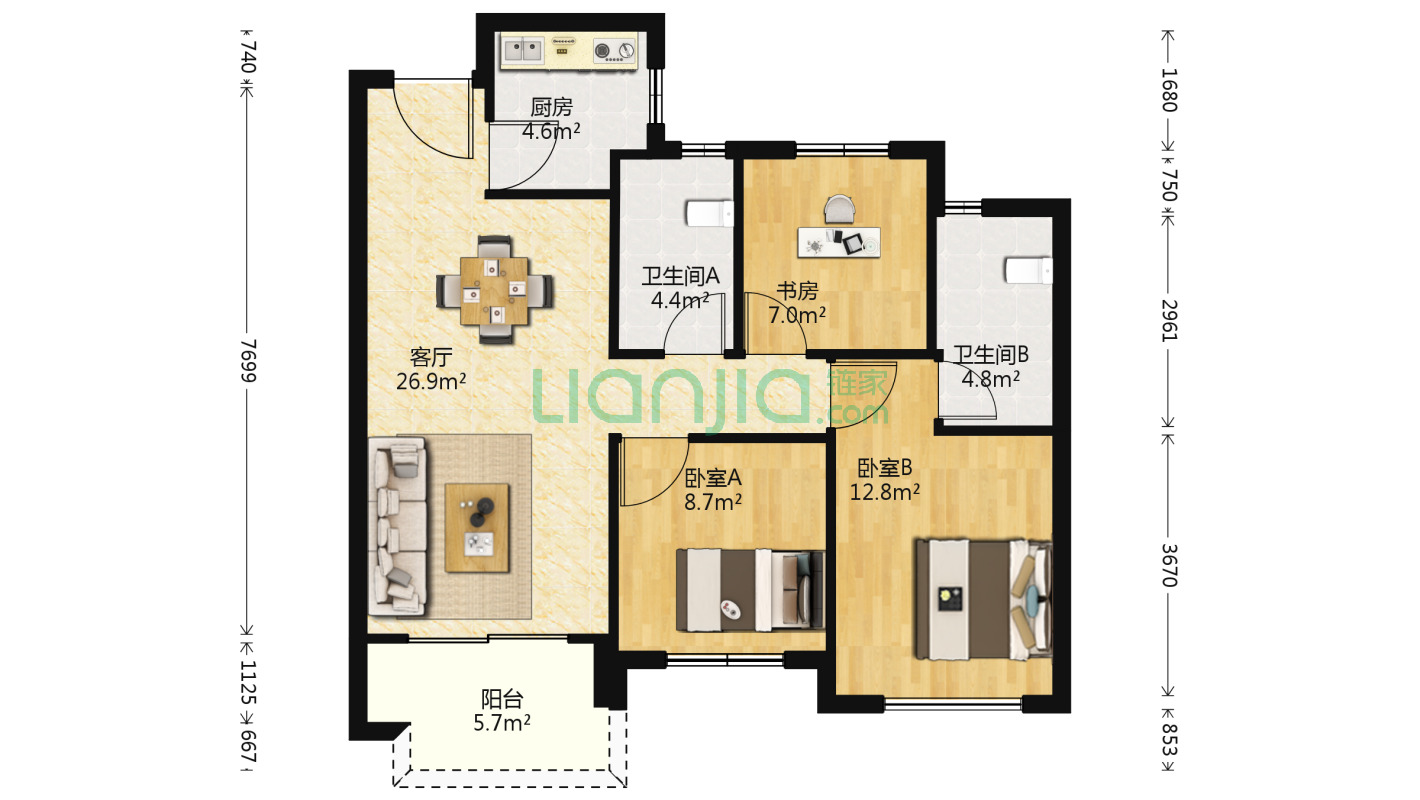 740
7699
1125
667
厨房
4.6m²
卫生间A
4.4m²
书房
7.0m²
卫生间B
4.8m²
客厅
26.9m²
Lianjia
链家
.com
卧室A
8.7m²
卧室B
12.8m²
阳台
5.7m²
1680
750
2961
3670
853